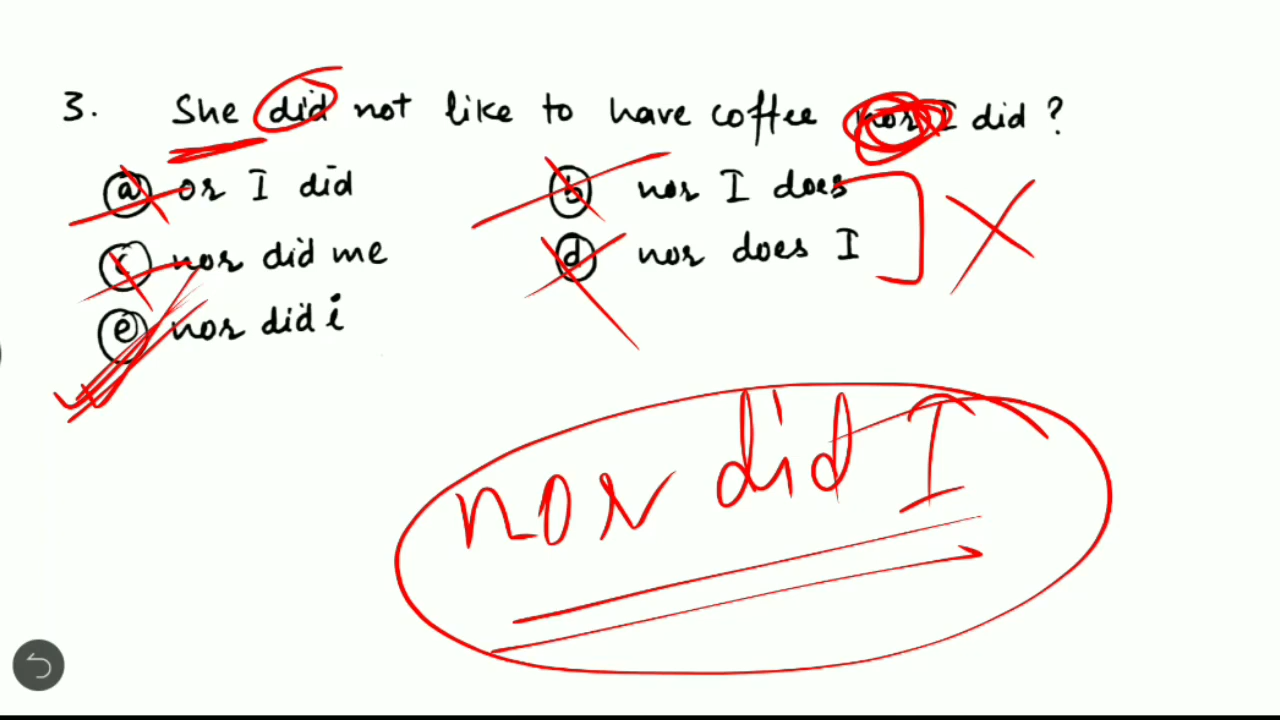 3. She did not like to have coffee nor I did ?
(a) or I did (b) nor I does
(c) nor did me (d) nor does I
(e) nor did i
nor did I